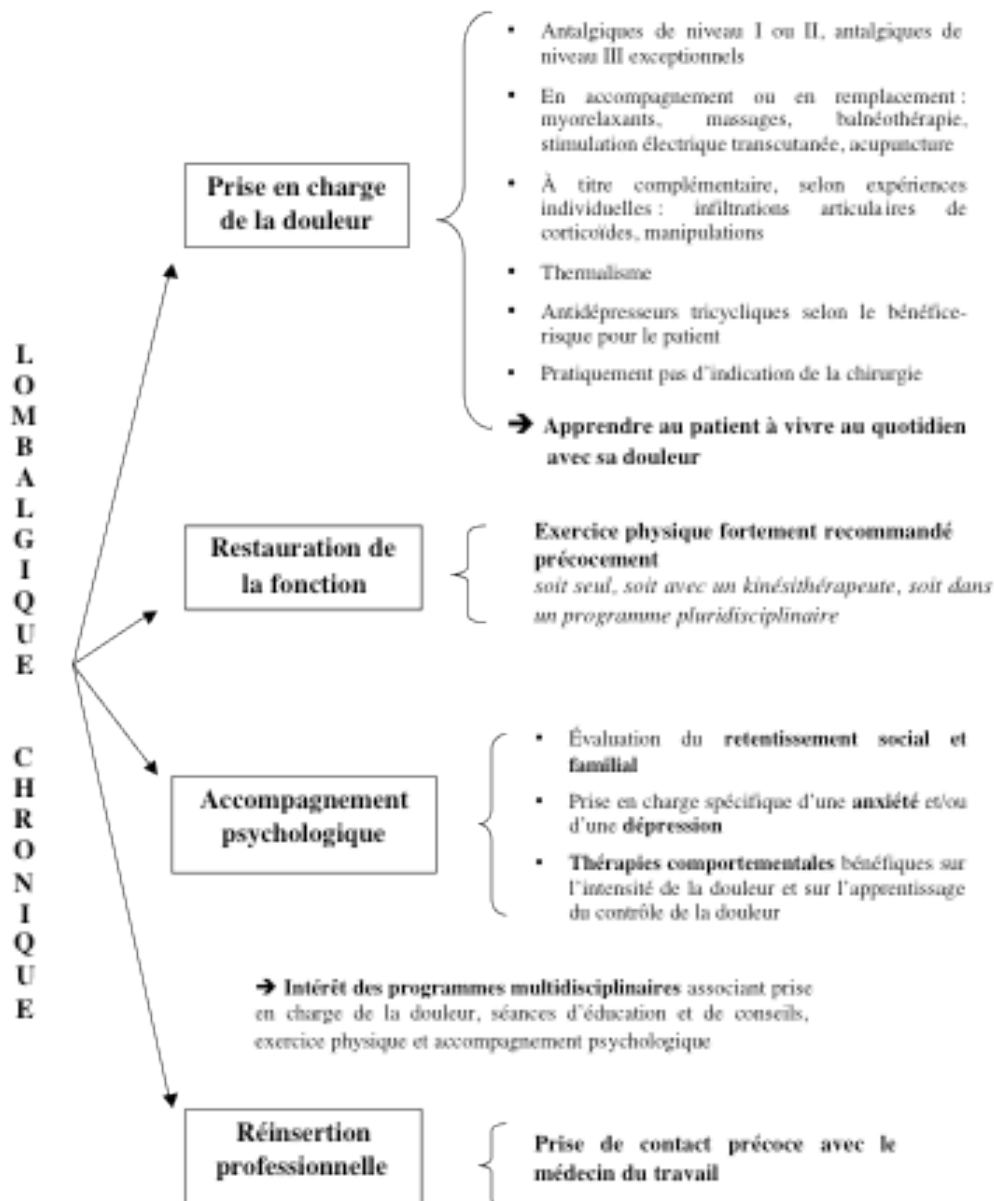 LOMBALGIQUE CHRONIQUE
Prise en charge
de la douleur
▪ Antalgiques de niveau I ou II, antalgiques de
niveau III exceptionnels
▪ En accompagnement ou en remplacement :
myorelaxants, massages, balnéothérapie,
stimulation électrique transcutanée, acupuncture
▪ À titre complémentaire, selon expériences
individuelles : infiltrations articulaires de
corticoïdes, manipulations
▪ Thermalisme
▪ Antidépresseurs tricycliques selon le bénéfice-
risque pour le patient
▪ Pratiquement pas d'indication de la chirurgie
➔ Apprendre au patient à vivre au quotidien
avec sa douleur
Restauration de
la fonction
Exercice physique fortement recommandé
précocement
soit seul, soit avec un kinésithérapeute, soit dans
un programme pluridisciplinaire
Accompagnement
psychologique
• Évaluation du retentissement social et
familial
• Prise en charge spécifique d'une anxiété et/ou
d'une dépression
• Thérapies comportementales bénéfiques sur
l'intensité de la douleur et sur l'apprentissage
du contrôle de la douleur
➔ Intérêt des programmes multidisciplinaires associant prise
en charge de la douleur, séances d'éducation et de conseils,
exercice physique et accompagnement psychologique
Réinsertion
professionnelle
Prise de contact précoce avec le
médecin du travail